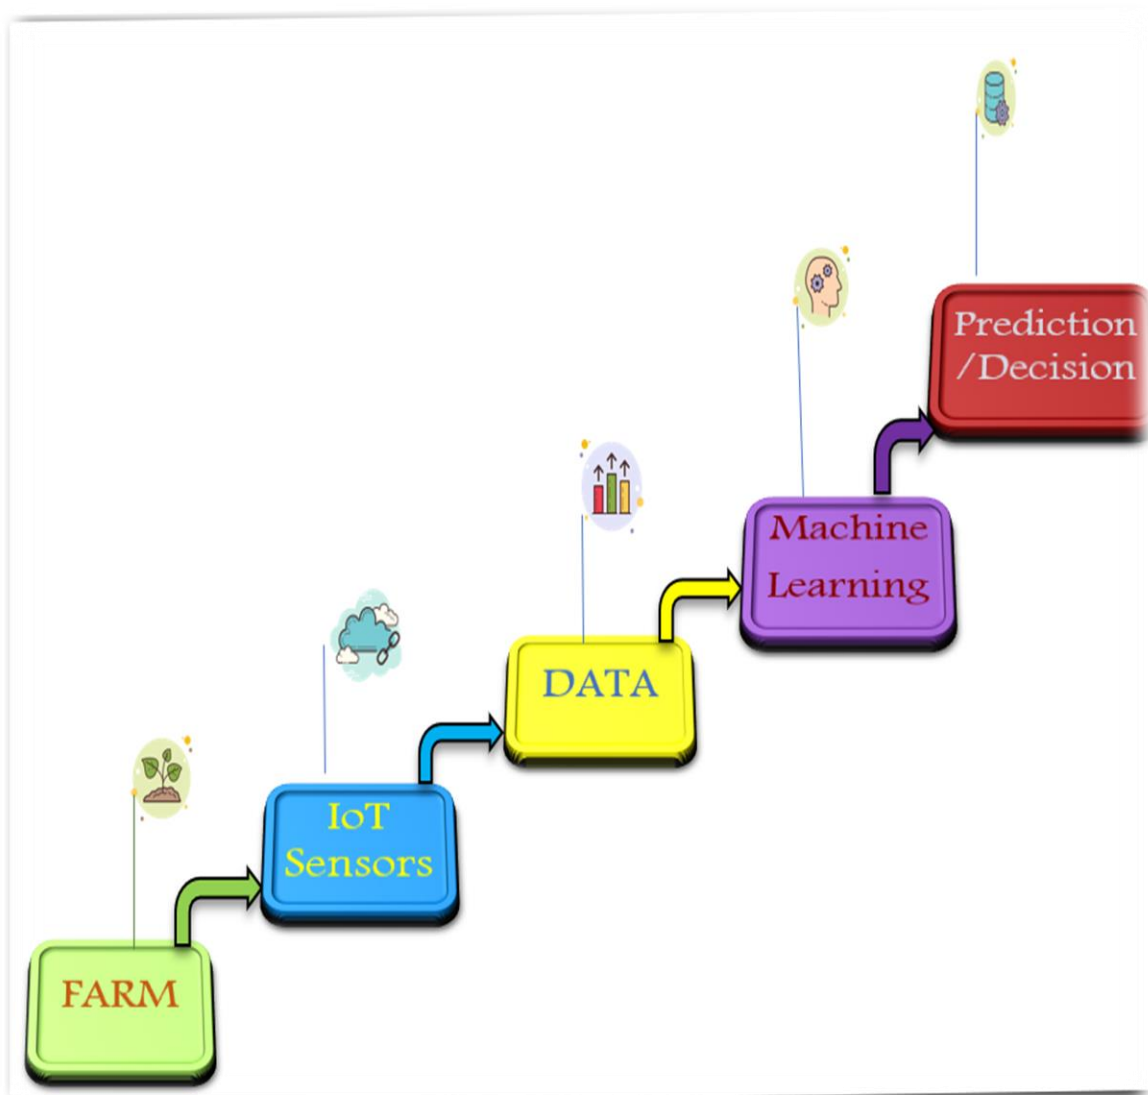 Prediction
/Decision
Machine
Learning
DATA
IoT
Sensors
FARM